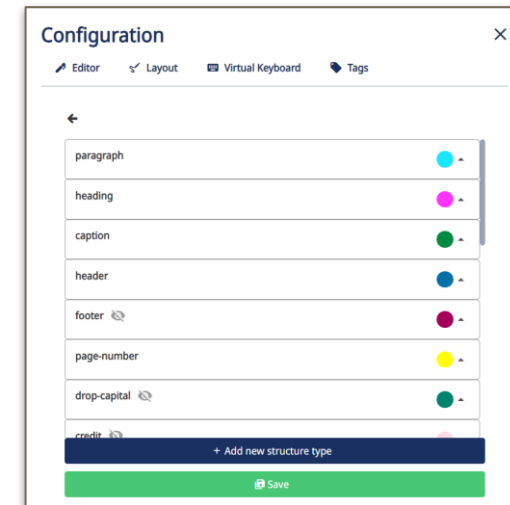 Configuration
Editor Layout Virtual Keyboard Tags
paragraph
heading
caption
header
footer
page-number
drop-capital
credit
+ Add new structure type
Save